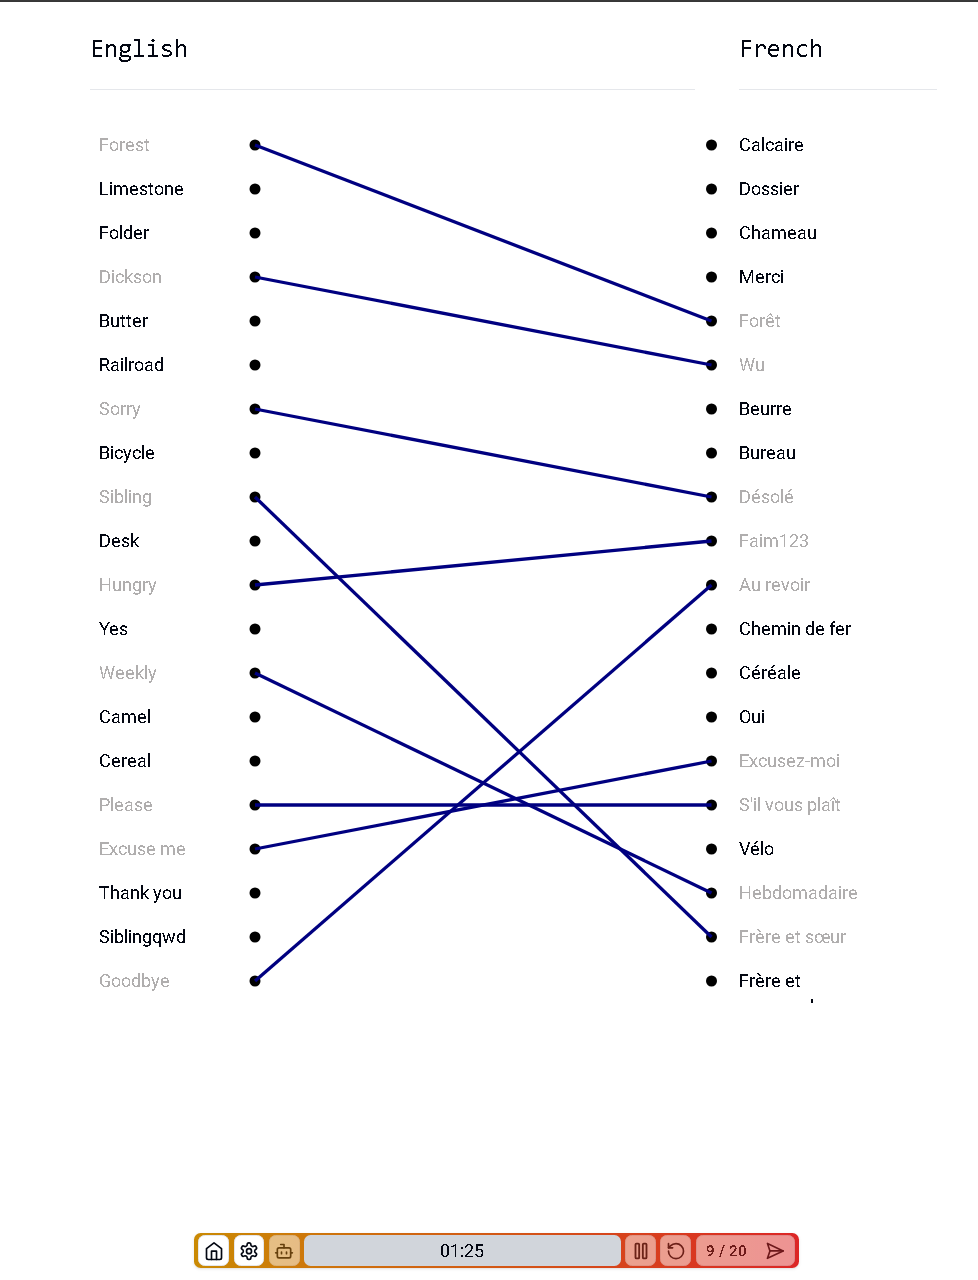 English
French
Forest
Calcaire
Limestone
Dossier
Folder
Chameau
Dickson
Merci
Butter
Forêt
Railroad
Wu
Sorry
Beurre
Bicycle
Bureau
Sibling
Désolé
Desk
Faim123
Hungry
Au revoir
Yes
Chemin de fer
Weekly
Céréale
Camel
Oui
Cereal
Excusez-moi
Please
S'il vous plaît
Excuse me
Vélo
Thank you
Hebdomadaire
Siblingqwd
Frère et sœur
Goodbye
Frère et
01:25
9 / 20